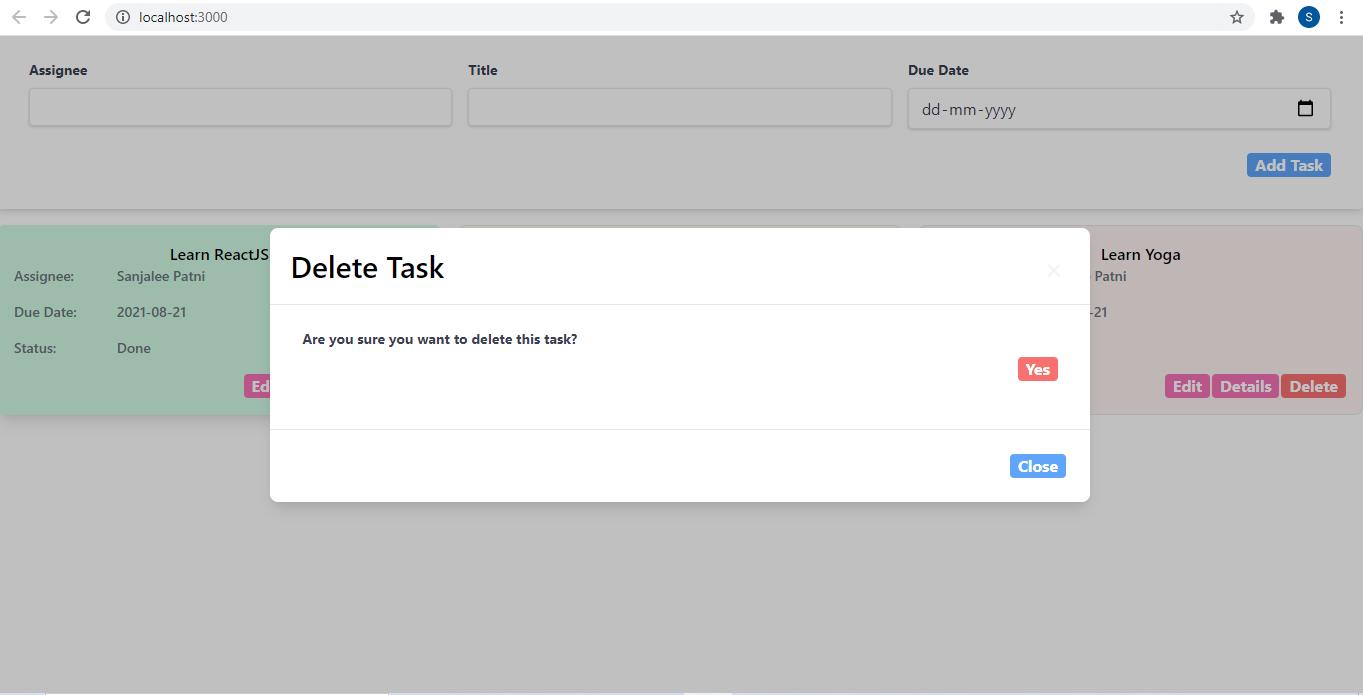 localhost:3000
S
Assignee
Title
Due Date
dd-mm-yyyy
Add Task
Learn ReactJS
Assignee: Sanjalee Patni
Due Date: 2021-08-21
Status: Done
Delete Task
×
Are you sure you want to delete this task?
Yes
Close
Learn Yoga
Patni
-21
Edit Details Delete